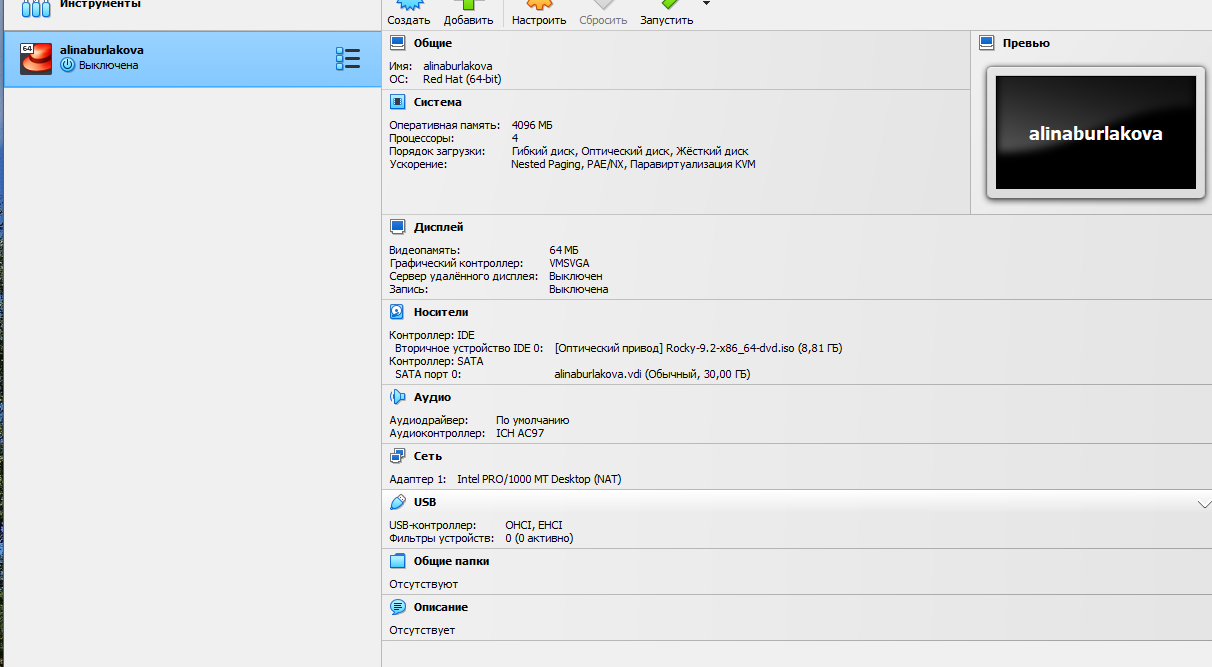 Инструменты
Создать Добавить Настроить Сбросить Запустить
64
alinaburlakova
Выключена
Общие
Имя: alinaburlakova
ОС: Red Hat (64-bit)
Превью
alinaburlakova
Система
Оперативная память: 4096 МБ
Процессоры: 4
Порядок загрузки: Гибкий диск, Оптический диск, Жёсткий диск
Ускорение: Nested Paging, PAE/NX, Паравиртуализация KVM
Дисплей
Видеопамять: 64 МБ
Графический контроллер: VMSVGA
Сервер удалённого дисплея: Выключен
Запись: Выключена
Носители
Контроллер: IDE
Вторичное устройство IDE 0: [Оптический привод] Rocky-9.2-x86_64-dvd.iso (8,81 ГБ)
Контроллер: SATA
SATA порт 0: alinaburlakova.vdi (Обычный, 30,00 ГБ)
Аудио
Аудиодрайвер: По умолчанию
Аудиоконтроллер: ICH AC97
Сеть
Адаптер 1: Intel PRO/1000 MT Desktop (NAT)
USB
USB-контроллер: OHCI, EHCI
Фильтры устройств: 0 (0 активно)
Общие папки
Отсутствуют
Описание
Отсутствует